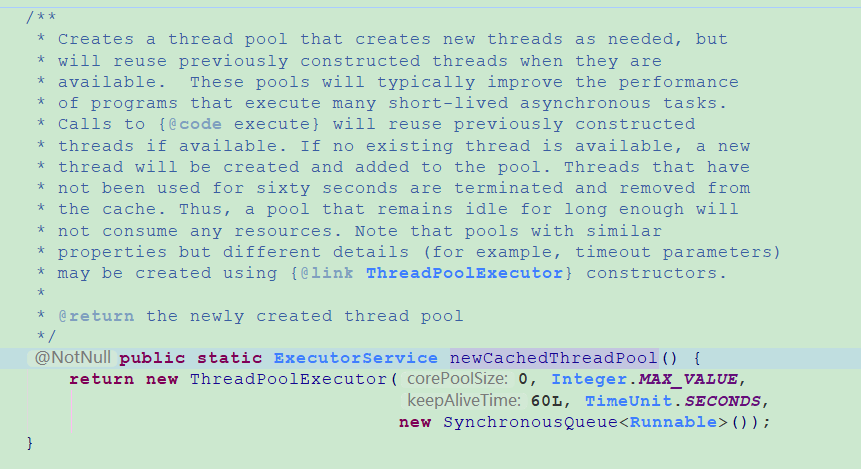 /**
 * Creates a thread pool that creates new threads as needed, but
 * will reuse previously constructed threads when they are
 * available.  These pools will typically improve the performance
 * of programs that execute many short-lived asynchronous tasks.
 * Calls to {@code execute} will reuse previously constructed
 * threads if available. If no existing thread is available, a new
 * thread will be created and added to the pool. Threads that have
 * not been used for sixty seconds are terminated and removed from
 * the cache. Thus, a pool that remains idle for long enough will
 * not consume any resources. Note that pools with similar
 * properties but different details (for example, timeout parameters)
 * may be created using {@link ThreadPoolExecutor} constructors.
 *
 * @return the newly created thread pool
 */
@NotNull public static ExecutorService newCachedThreadPool() {
    return new ThreadPoolExecutor( corePoolSize: 0, Integer.MAX_VALUE,
                                   keepAliveTime: 60L, TimeUnit.SECONDS,
                                   new SynchronousQueue<Runnable>());
}